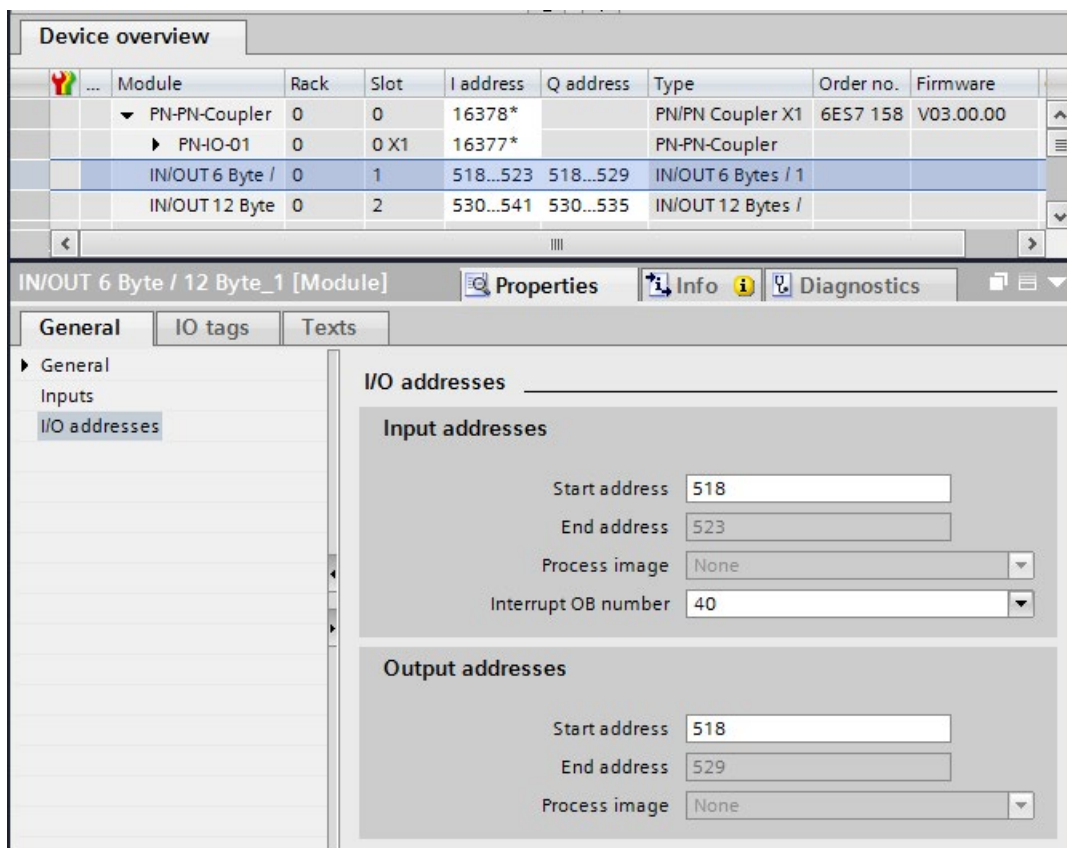 Device overview
... Module Rack Slot I address Q address Type Order no. Firmware
PN-PN-Coupler 0 0 16378* PN/PN Coupler X1 6ES7 158 V03.00.00
PN-IO-01 0 0 X1 16377* PN-PN-Coupler
IN/OUT 6 Byte / 0 1 518...523 518...529 IN/OUT 6 Bytes / 1
IN/OUT 12 Byte 0 2 530...541 530...535 IN/OUT 12 Bytes /
IN/OUT 6 Byte / 12 Byte_1 [Module] Properties Info Diagnostics
General IO tags Texts
General
Inputs
I/O addresses
I/O addresses
Input addresses
Start address 518
End address 523
Process image None
Interrupt OB number 40
Output addresses
Start address 518
End address 529
Process image None